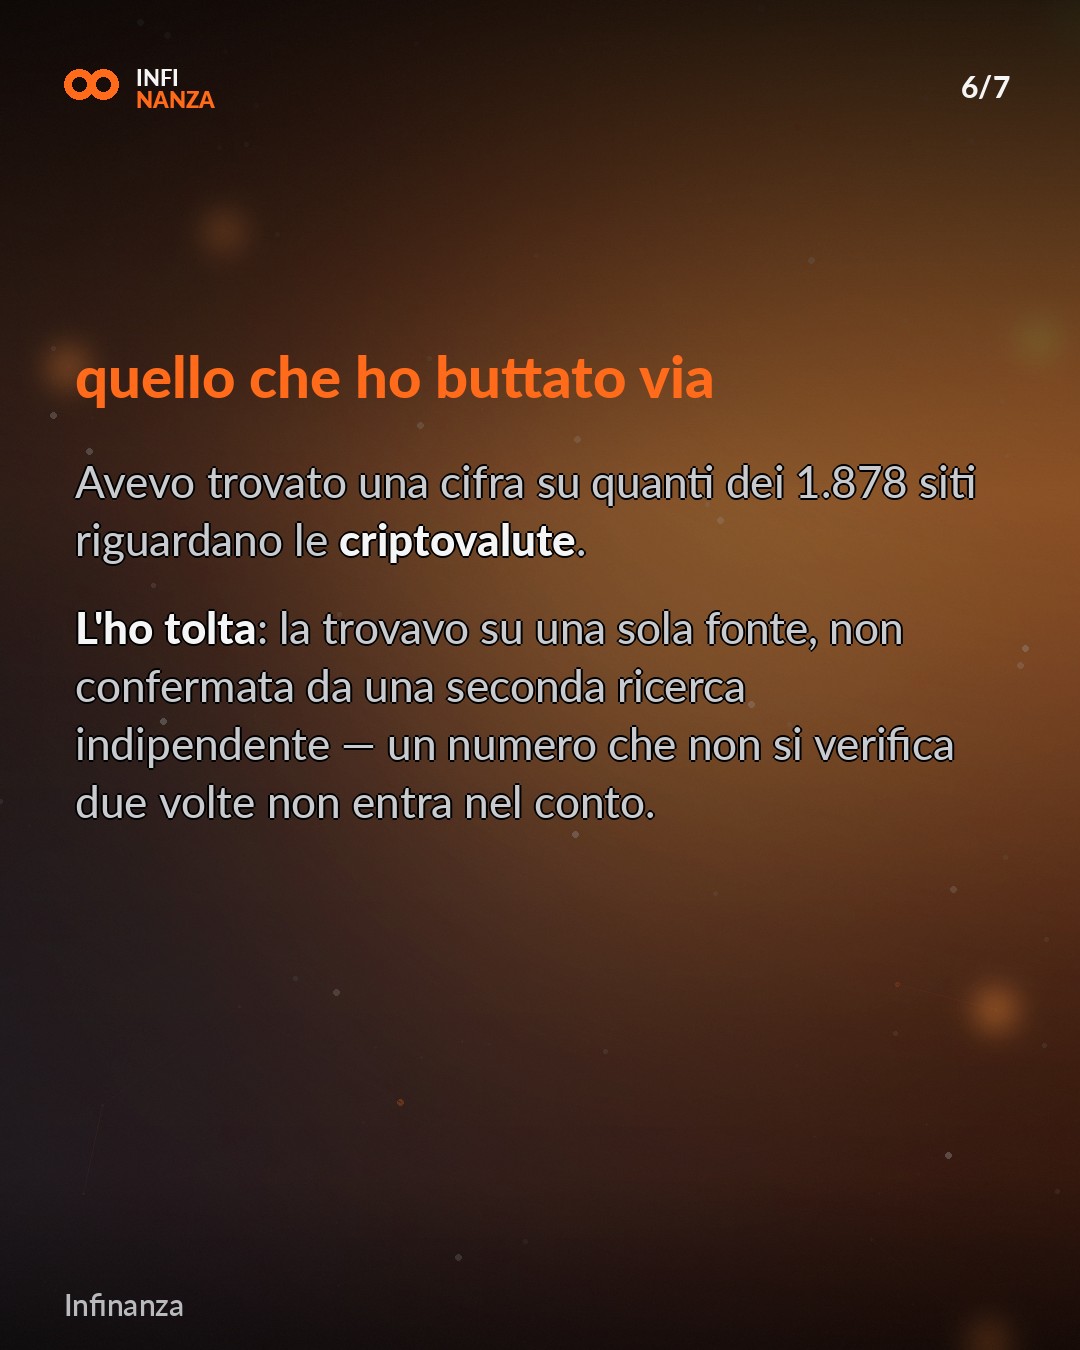 INFI
NANZA
6/7
quello che ho buttato via
Avevo trovato una cifra su quanti dei 1.878 siti
riguardano le criptovalute.
L'ho tolta: la trovavo su una sola fonte, non
confermata da una seconda ricerca
indipendente — un numero che non si verifica
due volte non entra nel conto.
Infinanza